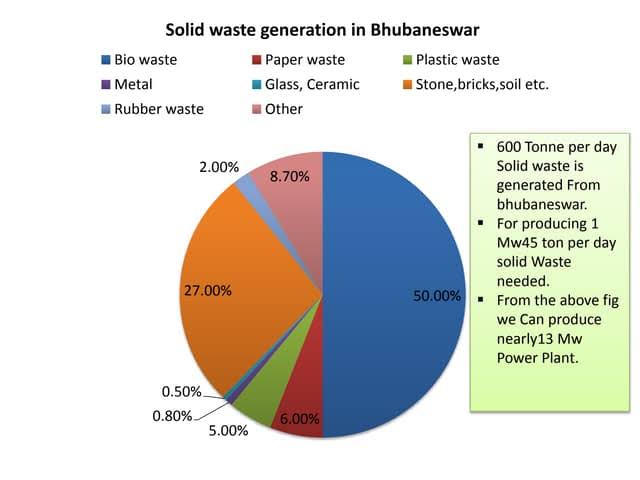 Solid waste generation in Bhubaneswar
Bio waste Paper waste Plastic waste
Metal Glass, Ceramic Stone,bricks,soil etc.
Rubber waste Other
2.00%
8.70%
27.00%
50.00%
0.50%
0.80%
5.00%
6.00%
▪ 600 Tonne per day
Solid waste is
generated From
bhubaneswar.
▪ For producing 1
Mw45 ton per day
solid Waste
needed.
▪ From the above fig
we Can produce
nearly13 Mw
Power Plant.